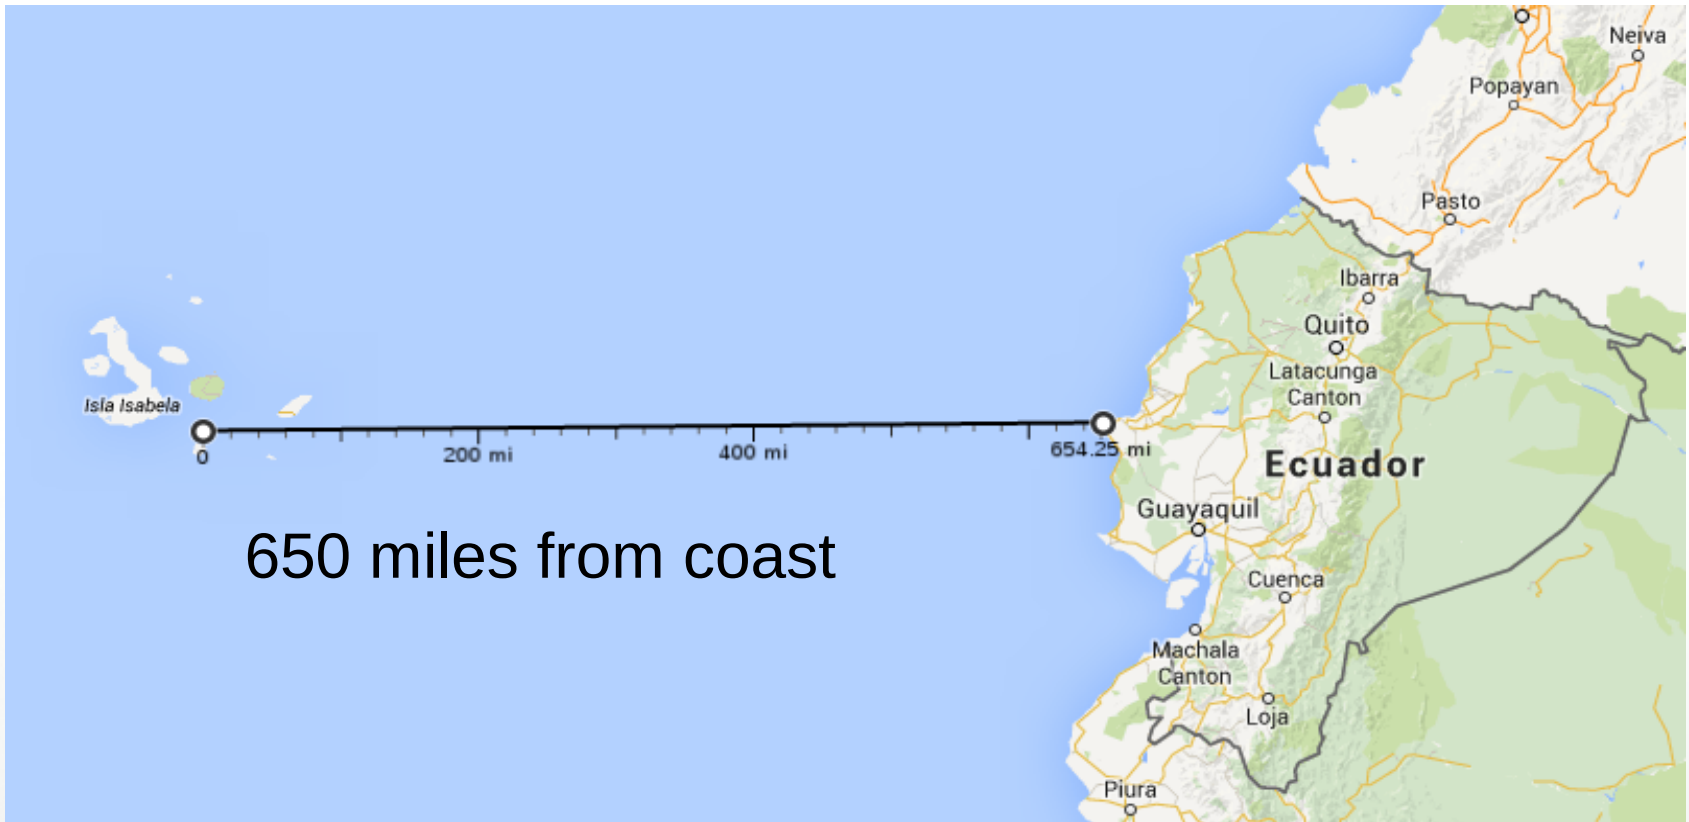 Neiva
Popayan
Pasto
Ibarra
Quito
Latacunga
Canton
Isla Isabela
0
200 mi
400 mi
654.25 mi
Ecuador
Guayaquil
650 miles from coast
Cuenca
Machala
Canton
Loja
Piura